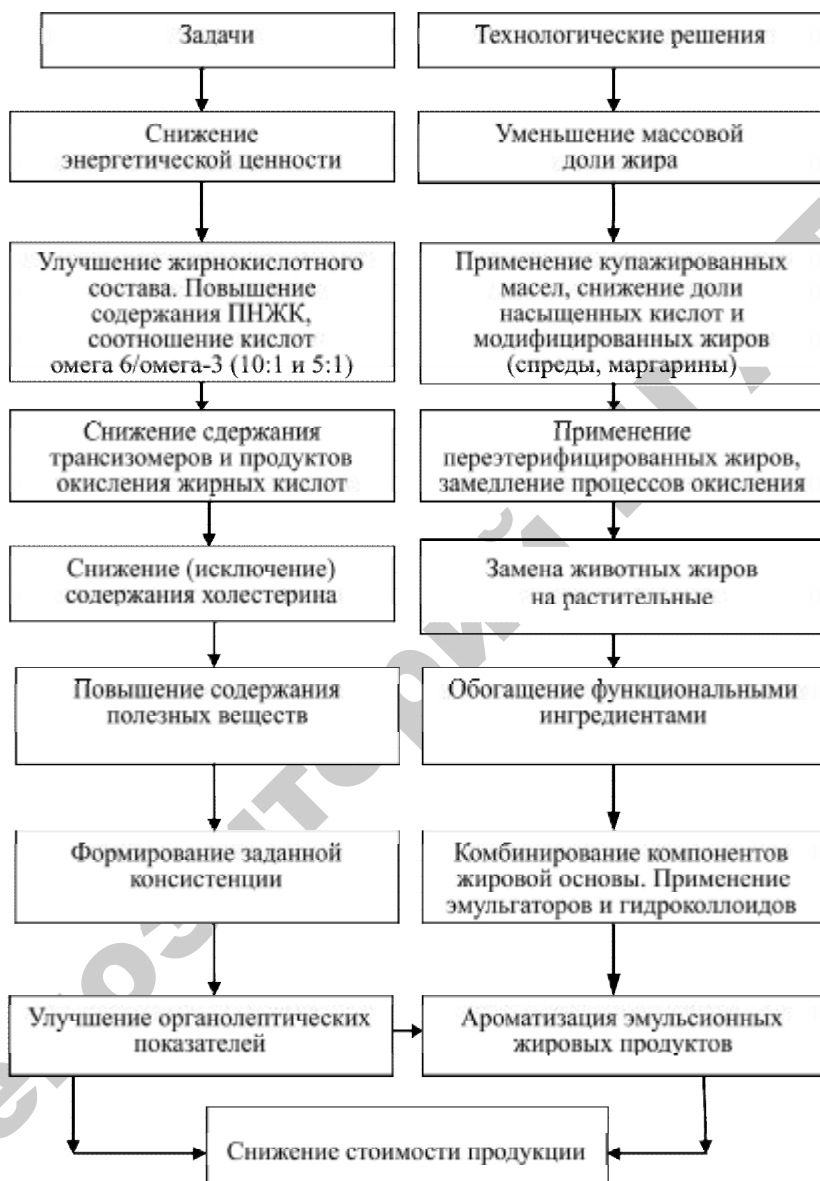 Задачи
Технологические решения
Снижение
энергетической ценности
Уменьшение массовой
доли жира
Улучшение жирнокислотного
состава. Повышение
содержания ПНЖК,
соотношение кислот
омега 6/омега-3 (10:1 и 5:1)
Применение купажированных
масел, снижение доли
насыщенных кислот и
модифицированных жиров
(спреды, маргарины)
Снижение сдержания
трансизомеров и продуктов
окисления жирных кислот
Применение
переэтерифицированных жиров,
замедление процессов окисления
Снижение (исключение)
содержания холестерина
Замена животных жиров
на растительные
Повышение содержания
полезных веществ
Обогащение функциональными
ингредиентами
Формирование заданной
консистенции
Комбинирование компонентов
жировой основы. Применение
эмульгаторов и гидроколлоидов
Улучшение органолептических
показателей
Ароматизация эмульсионных
жировых продуктов
Снижение стоимости продукции